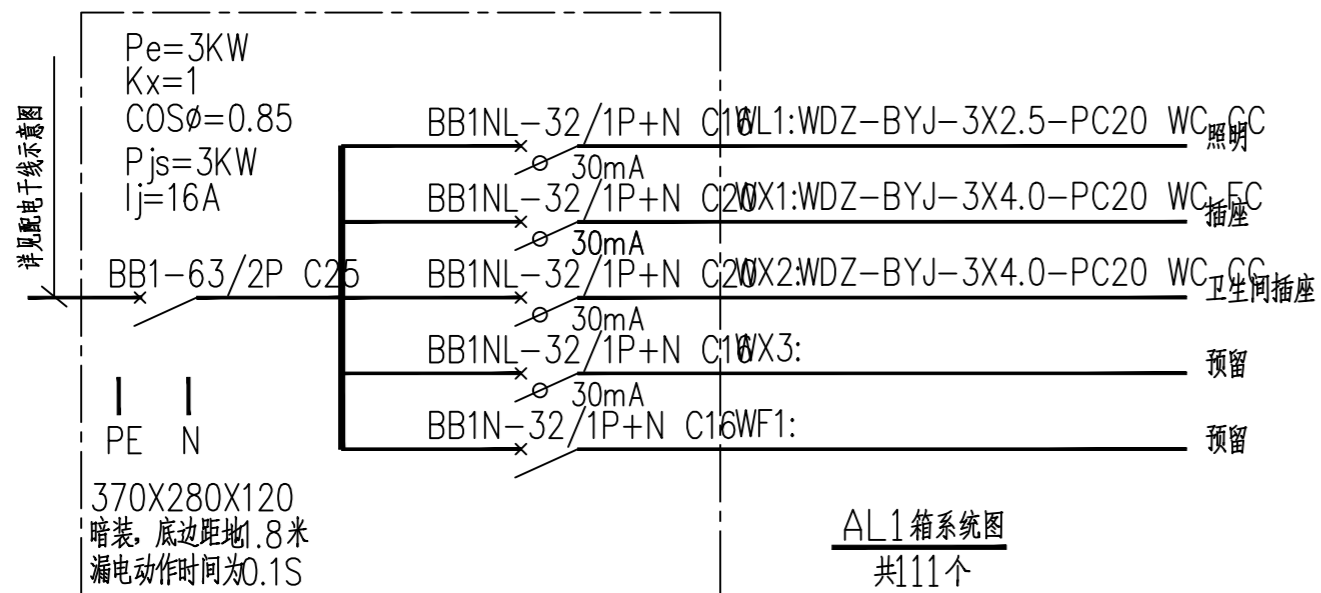 详见配电干线示意图
Pe=3KW
Kx=1
COSø=0.85
Pjs=3KW
Ij=16A
BB1-63/2P C25
BB1NL-32/1P+N C16
WL1:WDZ-BYJ-3X2.5-PC20 WC CC
照明
30mA
BB1NL-32/1P+N C20
WX1:WDZ-BYJ-3X4.0-PC20 WC FC
插座
30mA
BB1NL-32/1P+N C20
WX2:WDZ-BYJ-3X4.0-PC20 WC CC
卫生间插座
30mA
BB1NL-32/1P+N C16
WX3:
预留
30mA
BB1N-32/1P+N C16
WF1:
预留
PE N
370X280X120
暗装，底边距地1.8米
漏电动作时间为0.1S
AL1箱系统图
共111个